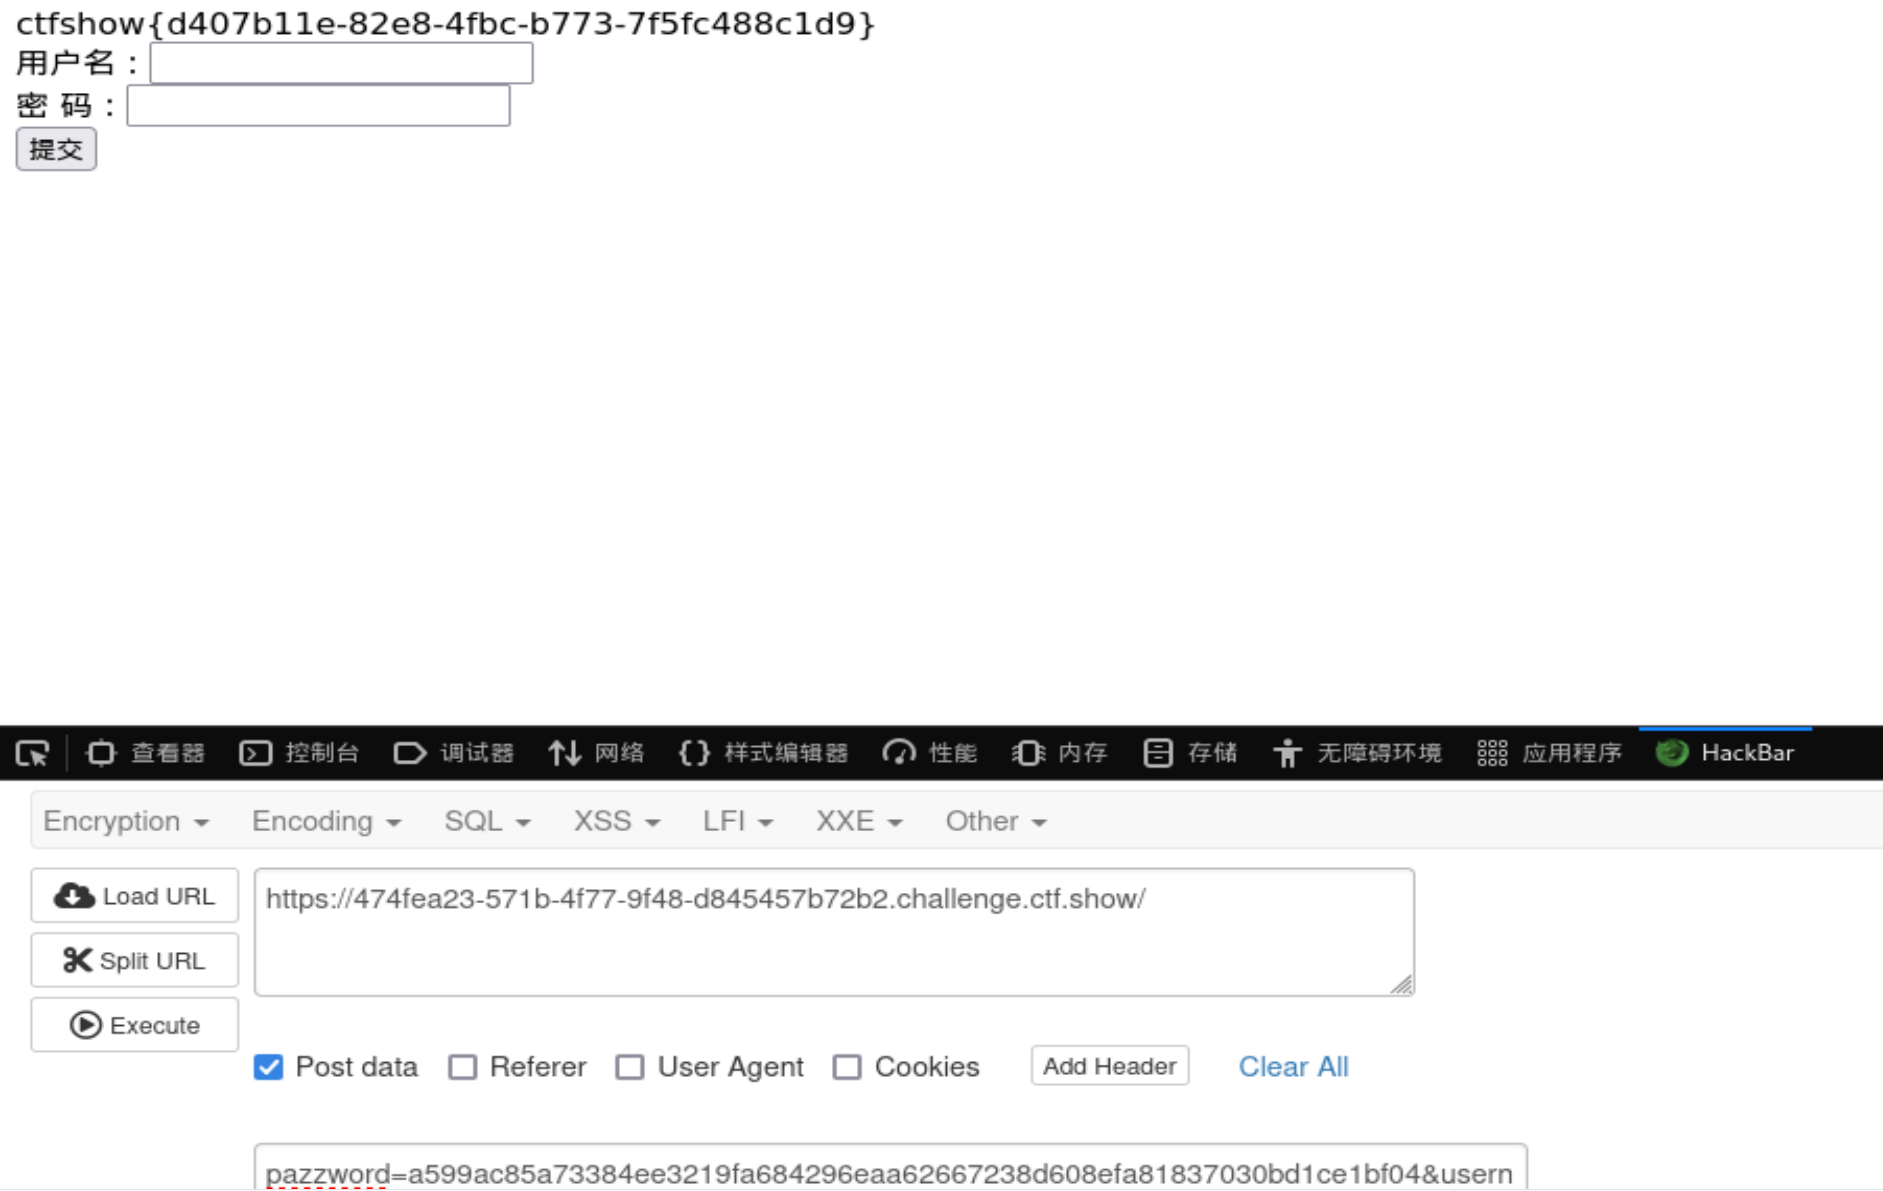 ctfshow{d407b11e-82e8-4fbc-b773-7f5fc488c1d9}
用户名：
密 码：
提交
查看器 控制台 调试器 网络 样式编辑器 性能 内存 存储 无障碍环境 应用程序 HackBar
Encryption Encoding SQL XSS LFI XXE Other
Load URL
https://474fea23-571b-4f77-9f48-d845457b72b2.challenge.ctf.show/
Split URL
Execute
Post data Referer User Agent Cookies Add Header Clear All
pazzword=a599ac85a73384ee3219fa684296eaa62667238d608efa81837030bd1ce1bf04&usern